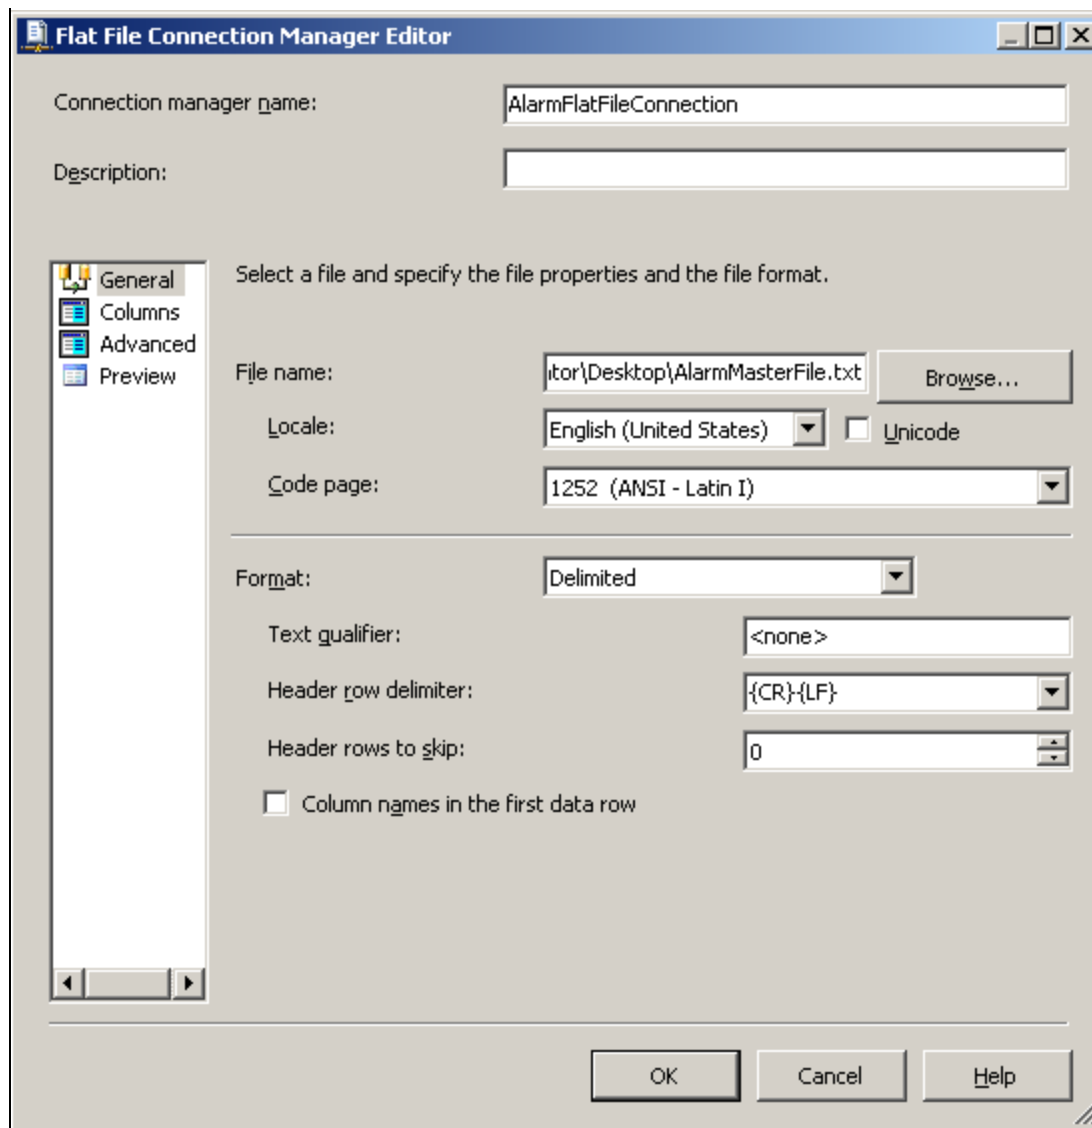 Flat File Connection Manager Editor
Connection manager name: AlarmFlatFileConnection
Description:
General
Columns
Advanced
Preview
Select a file and specify the file properties and the file format.
File name: tor\Desktop\AlarmMasterFile.txt Browse...
Locale: English (United States) Unicode
Code page: 1252 (ANSI - Latin I)
Format: Delimited
Text qualifier: <none>
Header row delimiter: {CR}{LF}
Header rows to skip: 0
Column names in the first data row
OK Cancel Help